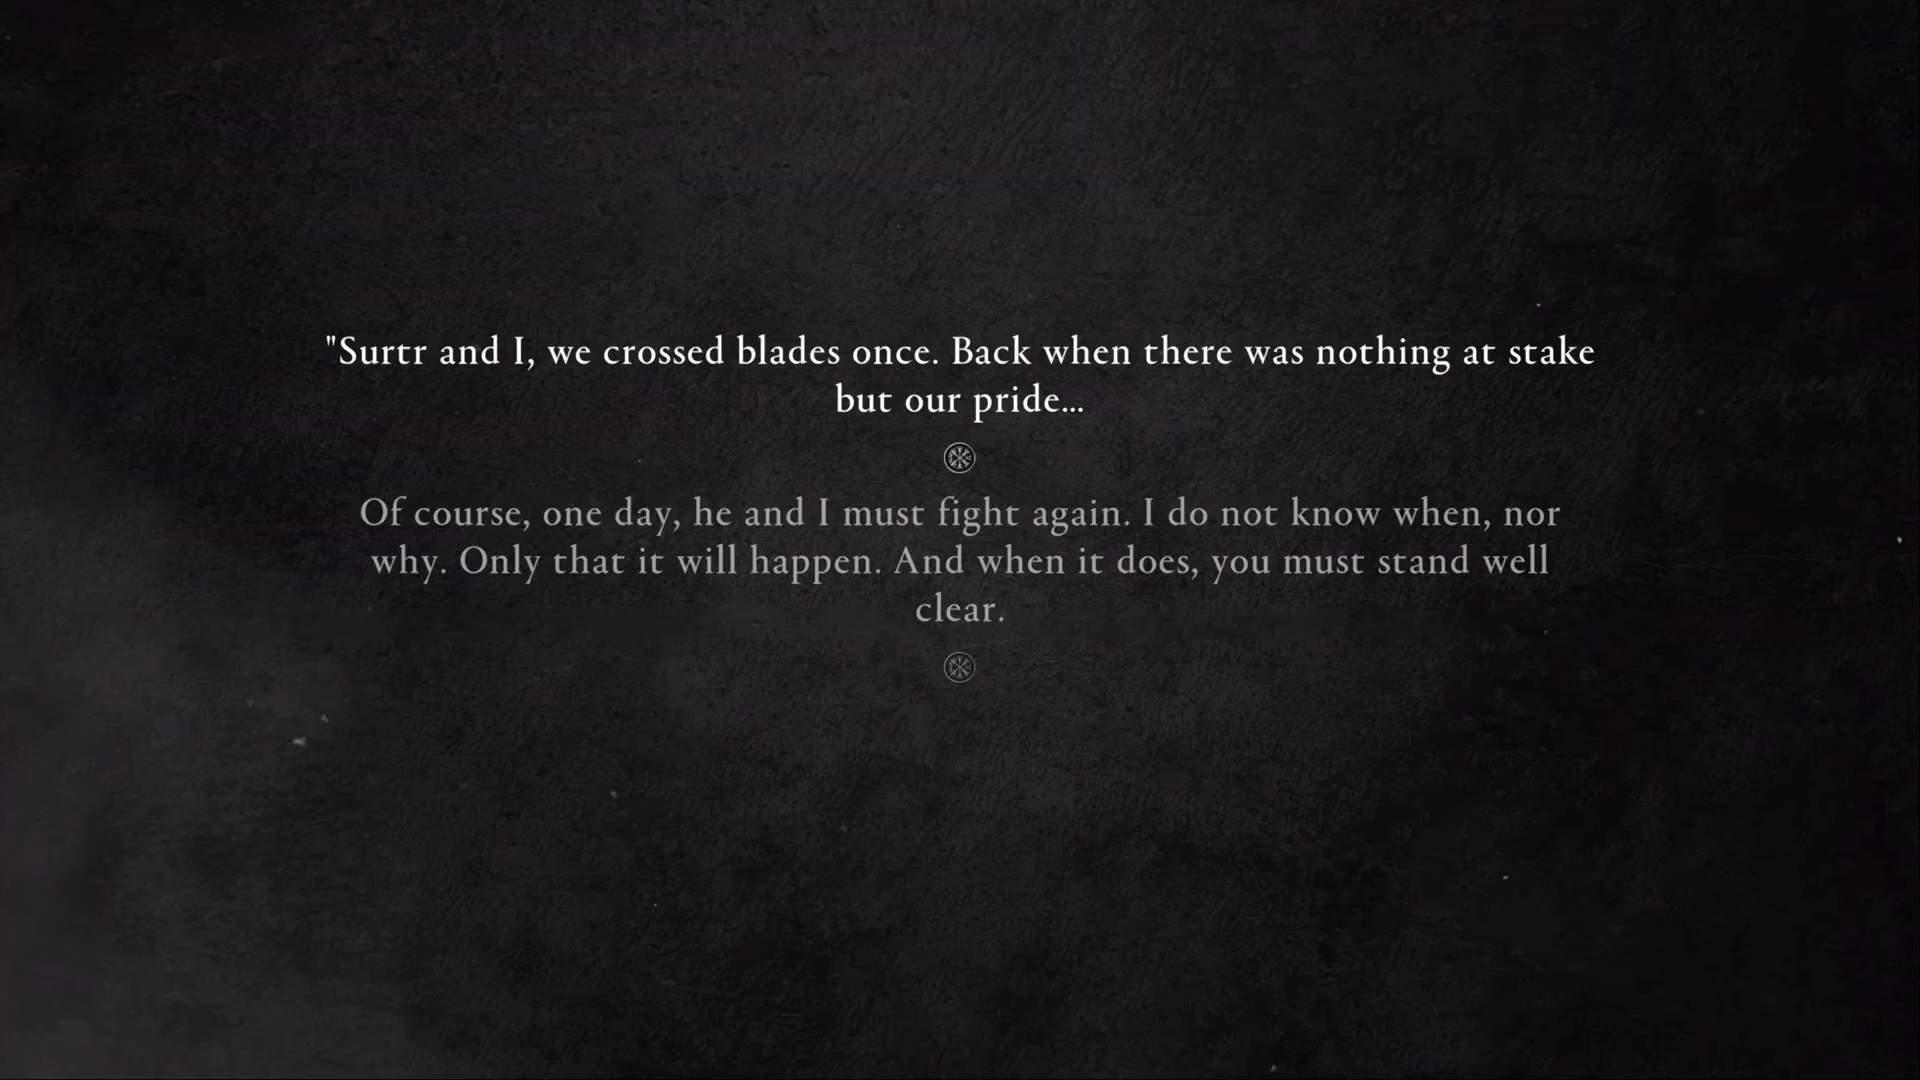 "Surtr and I, we crossed blades once. Back when there was nothing at stake
but our pride...
Of course, one day, he and I must fight again. I do not know when, nor
why. Only that it will happen. And when it does, you must stand well
clear.